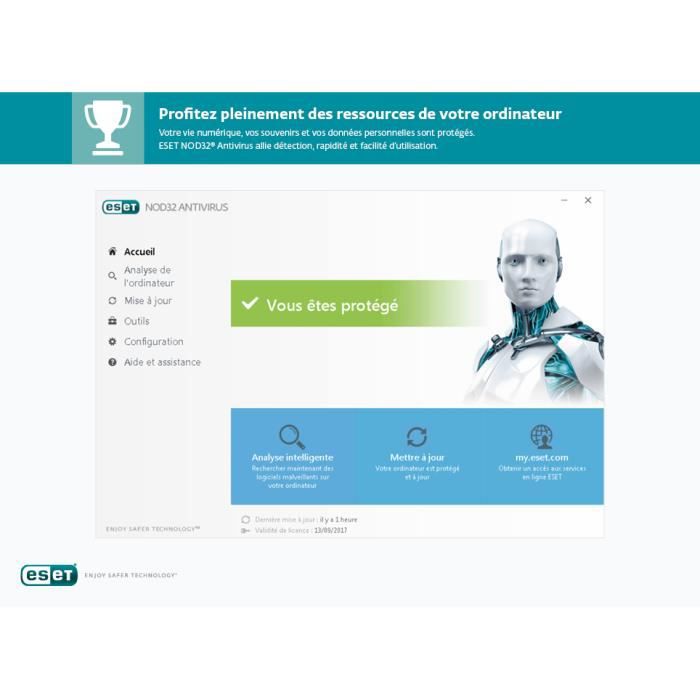 Profitez pleinement des ressources de votre ordinateur
Votre vie numérique, vos souvenirs et vos données personnelles sont protégés.
ESET NOD32® Antivirus allie détection, rapidité et facilité d'utilisation.
eseT NOD32 ANTIVIRUS
Accueil
Analyse de
l'ordinateur
Mise à jour
Outils
Configuration
Aide et assistance
Vous êtes protégé
Analyse intelligente
Rechercher maintenant des
logiciels malveillants sur
votre ordinateur
Mettre à jour
Votre ordinateur est protégé
et à jour
my.eset.com
Obtenir un accès aux services
en ligne ESET
Dernière mise à jour : il y a 1 heure
Validité de licence : 13/09/2017
ENJOY SAFER TECHNOLOGY™
eseT ENJOY SAFER TECHNOLOGY™